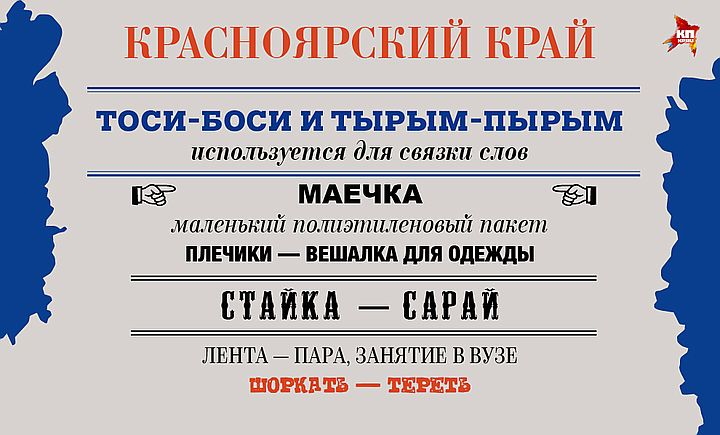 КРАСНОЯРСКИЙ КРАЙ
КП
ТОСИ-БОСИ И ТЫРЫМ-ПЫРЫМ
используется для связки слов
МАЕЧКА
маленький полиэтиленовый пакет
ПЛЕЧИКИ — ВЕШАЛКА ДЛЯ ОДЕЖДЫ
СТАЙКА — САРАЙ
ЛЕНТА — ПАРА, ЗАНЯТИЕ В ВУЗЕ
ШОРКАТЬ — ТЕРЕТЬ